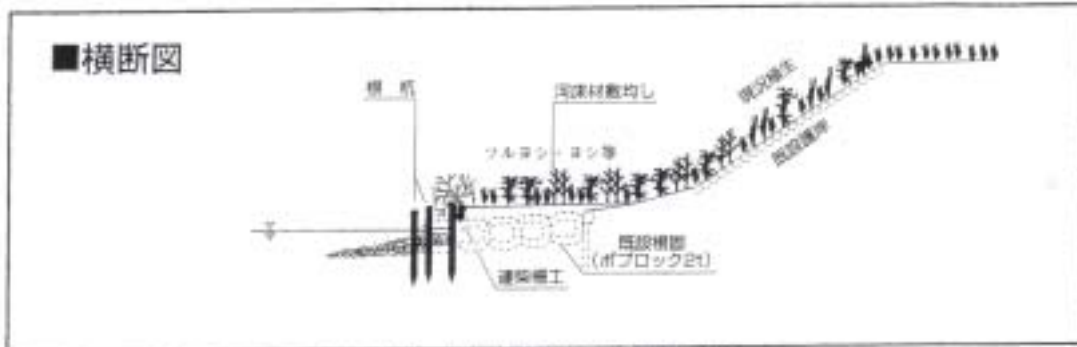 ■横断図
根 杭
河床材敷均し
現況植生
ツルヨシ・ヨシ等
既設護岸
既設根固
(ポブロック2t)
連柴柵工